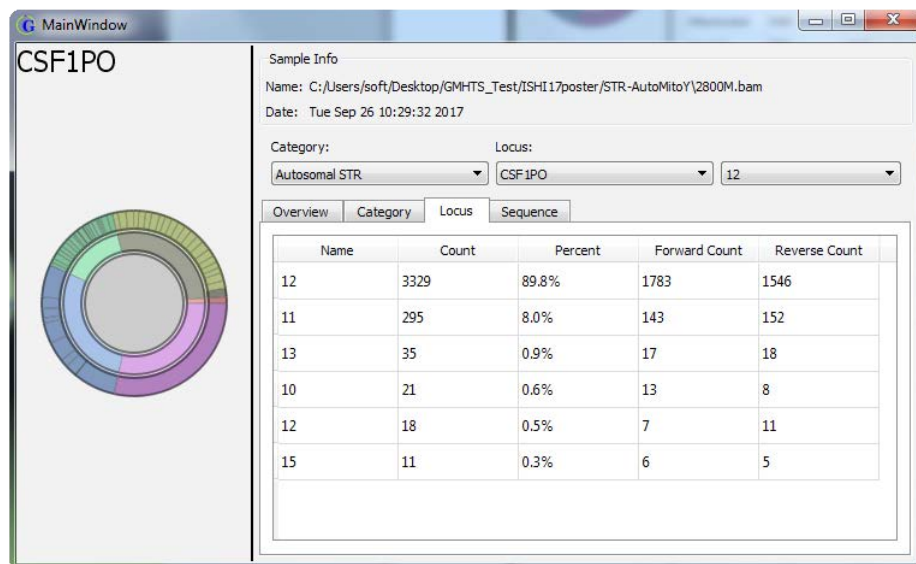 G MainWindow
CSF1PO
Sample Info
Name: C:/Users/soft/Desktop/GMHTS_Test/ISHI17poster/STR-AutoMitoY\2800M.bam
Date: Tue Sep 26 10:29:32 2017
Category: Locus:
Autosomal STR CSF1PO 12
Overview Category Locus Sequence
Name Count Percent Forward Count Reverse Count
12 3329 89.8% 1783 1546
11 295 8.0% 143 152
13 35 0.9% 17 18
10 21 0.6% 13 8
12 18 0.5% 7 11
15 11 0.3% 6 5